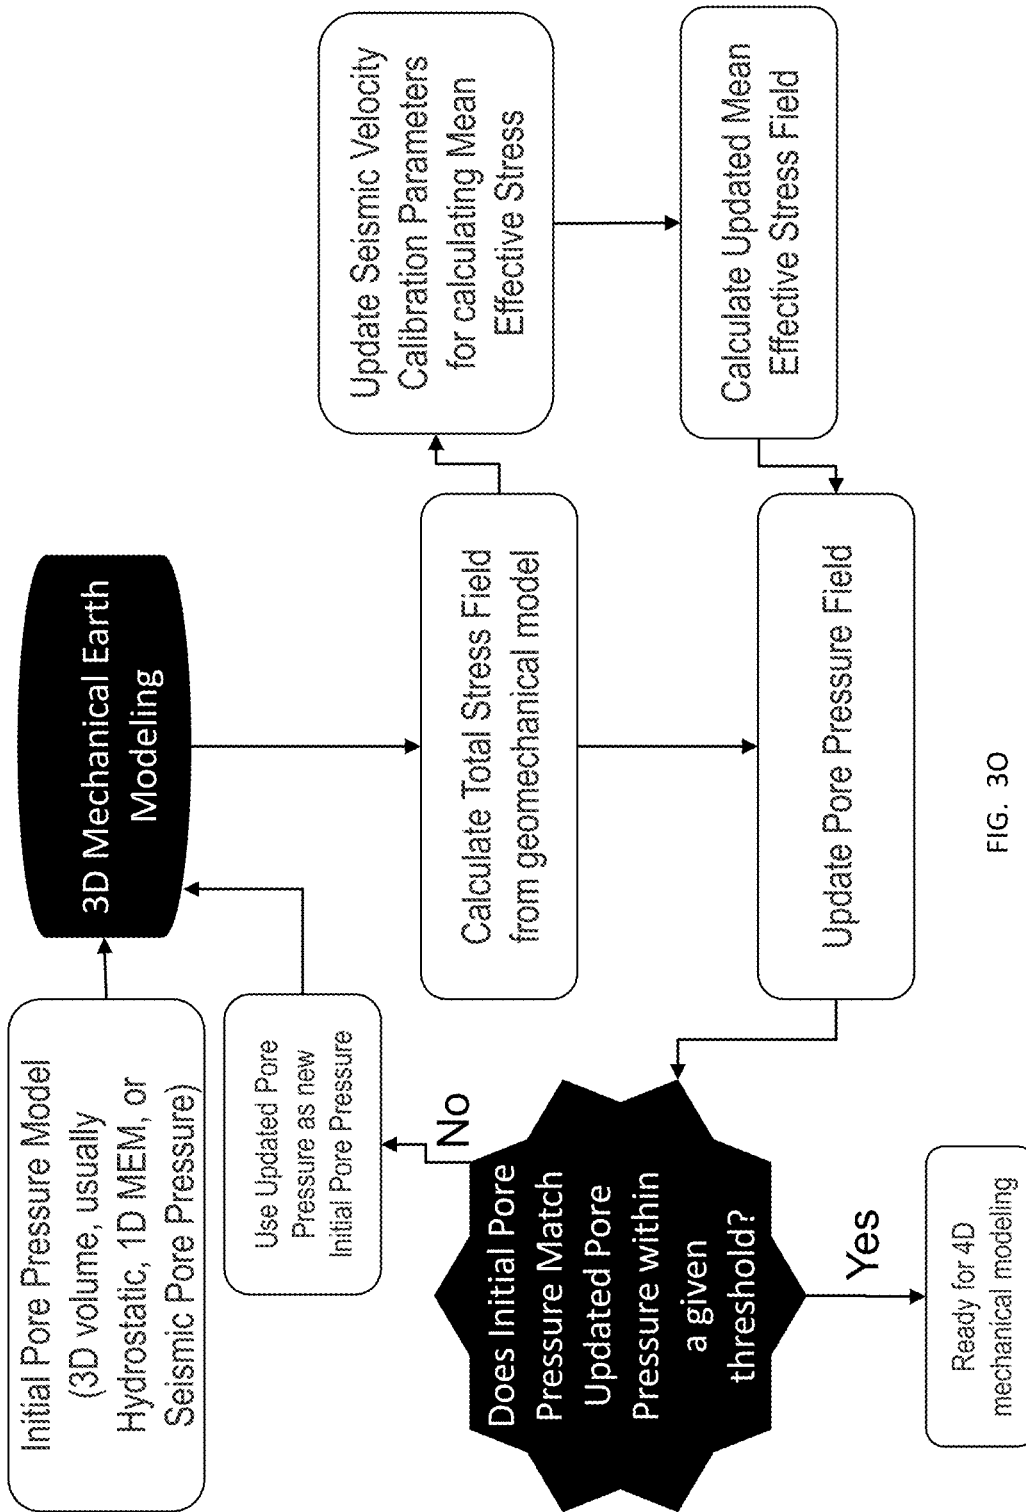 Initial Pore Pressure Model
(3D volume, usually
Hydrostatic, 1D MEM, or
Seismic Pore Pressure)
3D Mechanical Earth
Modeling
Use Updated Pore
Pressure as new
Initial Pore Pressure
Calculate Total Stress Field
from geomechanical model
Update Seismic Velocity
Calibration Parameters
for calculating Mean
Effective Stress
Calculate Updated Mean
Effective Stress Field
Update Pore Pressure Field
Does Initial Pore
Pressure Match
Updated Pore
Pressure within
a given
threshold?
No
Yes
Ready for 4D
mechanical modeling
FIG. 3O